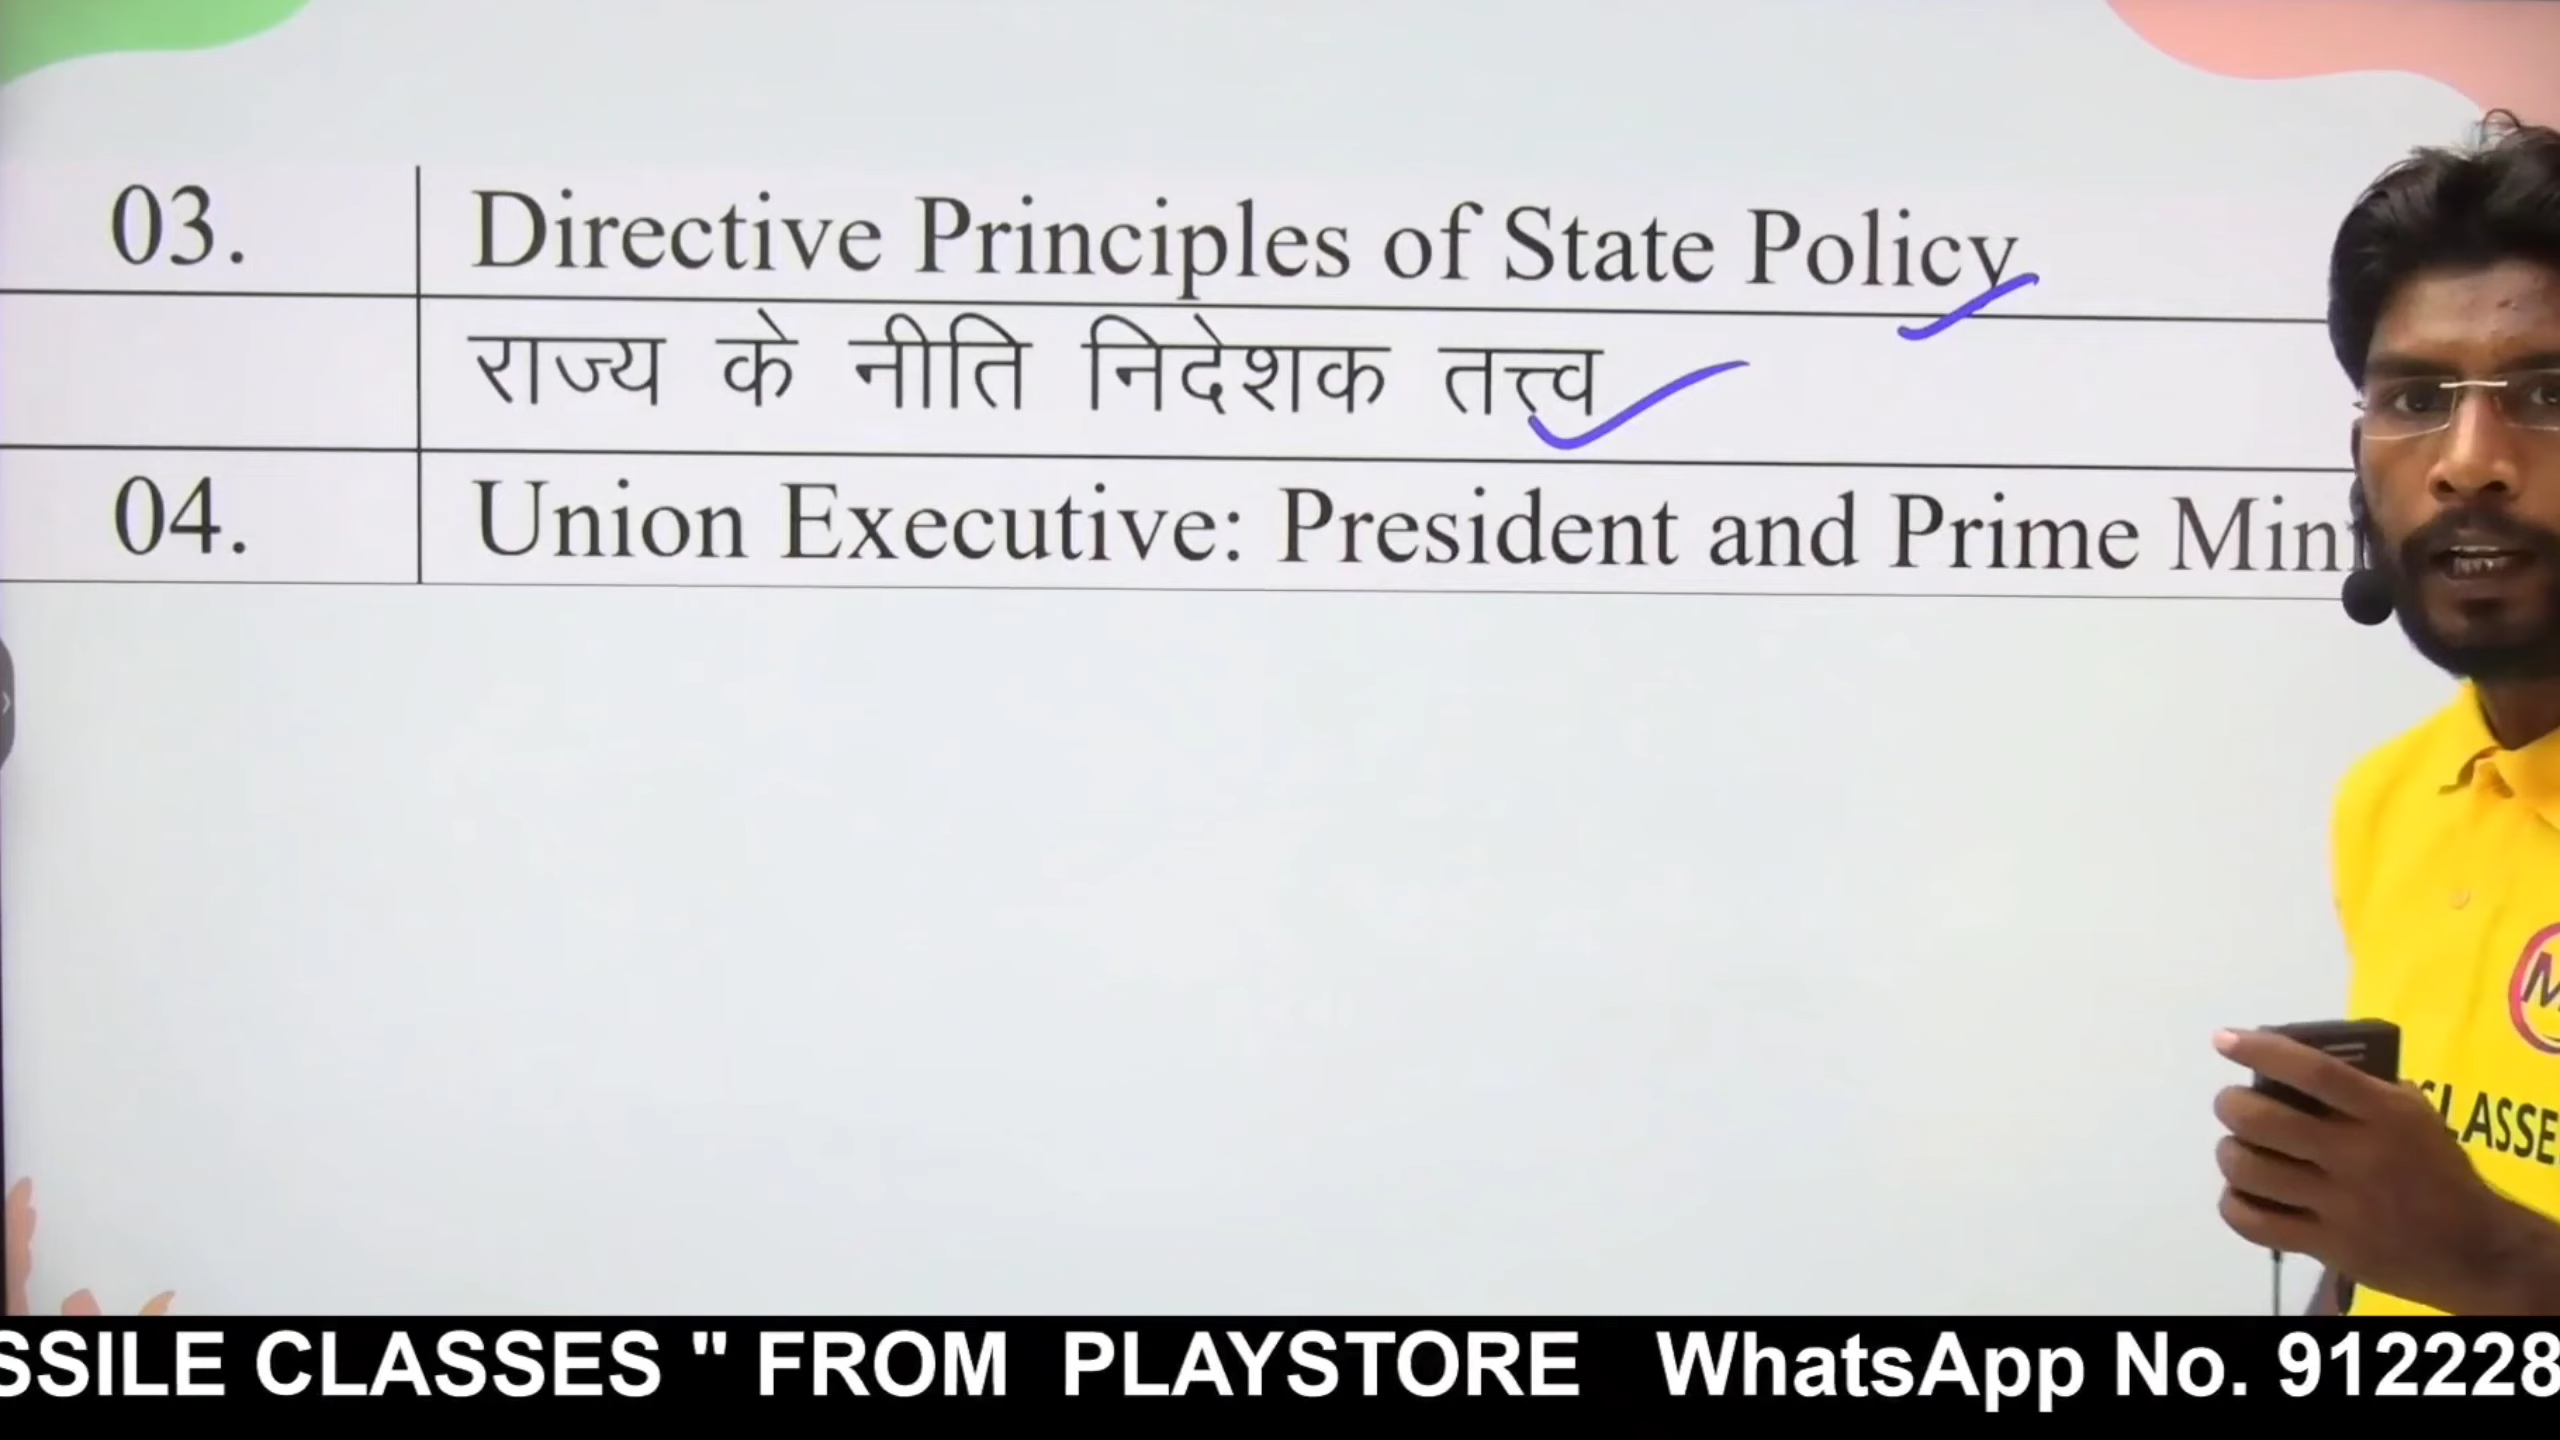 03. Directive Principles of State Policy
राज्य के नीति निदेशक तत्त्व
04. Union Executive: President and Prime
SSILE CLASSES " FROM PLAYSTORE WhatsApp No. 912228